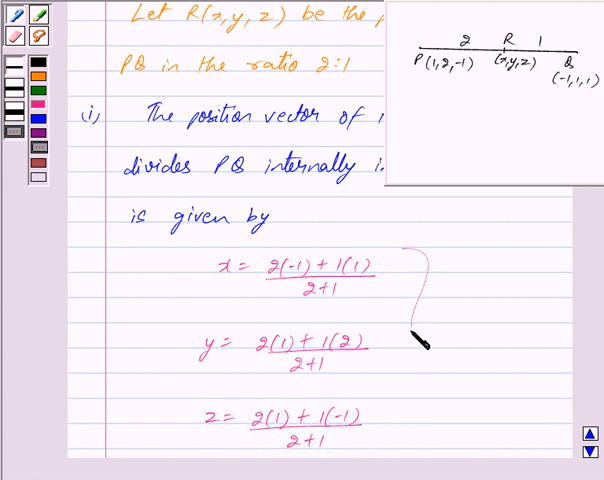 Let R(x,y,z) be the
PQ in the ratio 2:1
(i) The position vector of
divides PQ internally
is given by
x = 2(-1) + 1(1) / 2+1
y = 2(1) + 1(2) / 2+1
z = 2(1) + 1(-1) / 2+1
2 R 1
P(1,2,-1) (x,y,z) Q
(-1,1,1)